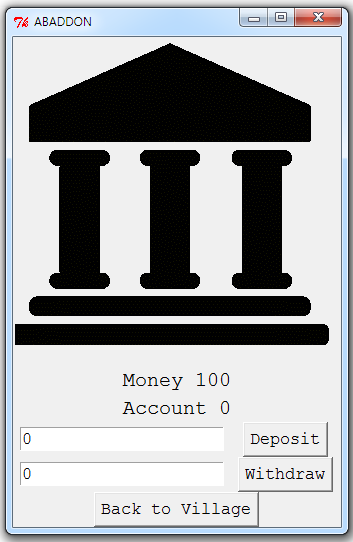 ABADDON
Money 100
Account 0
0 Deposit
0 Withdraw
Back to Village